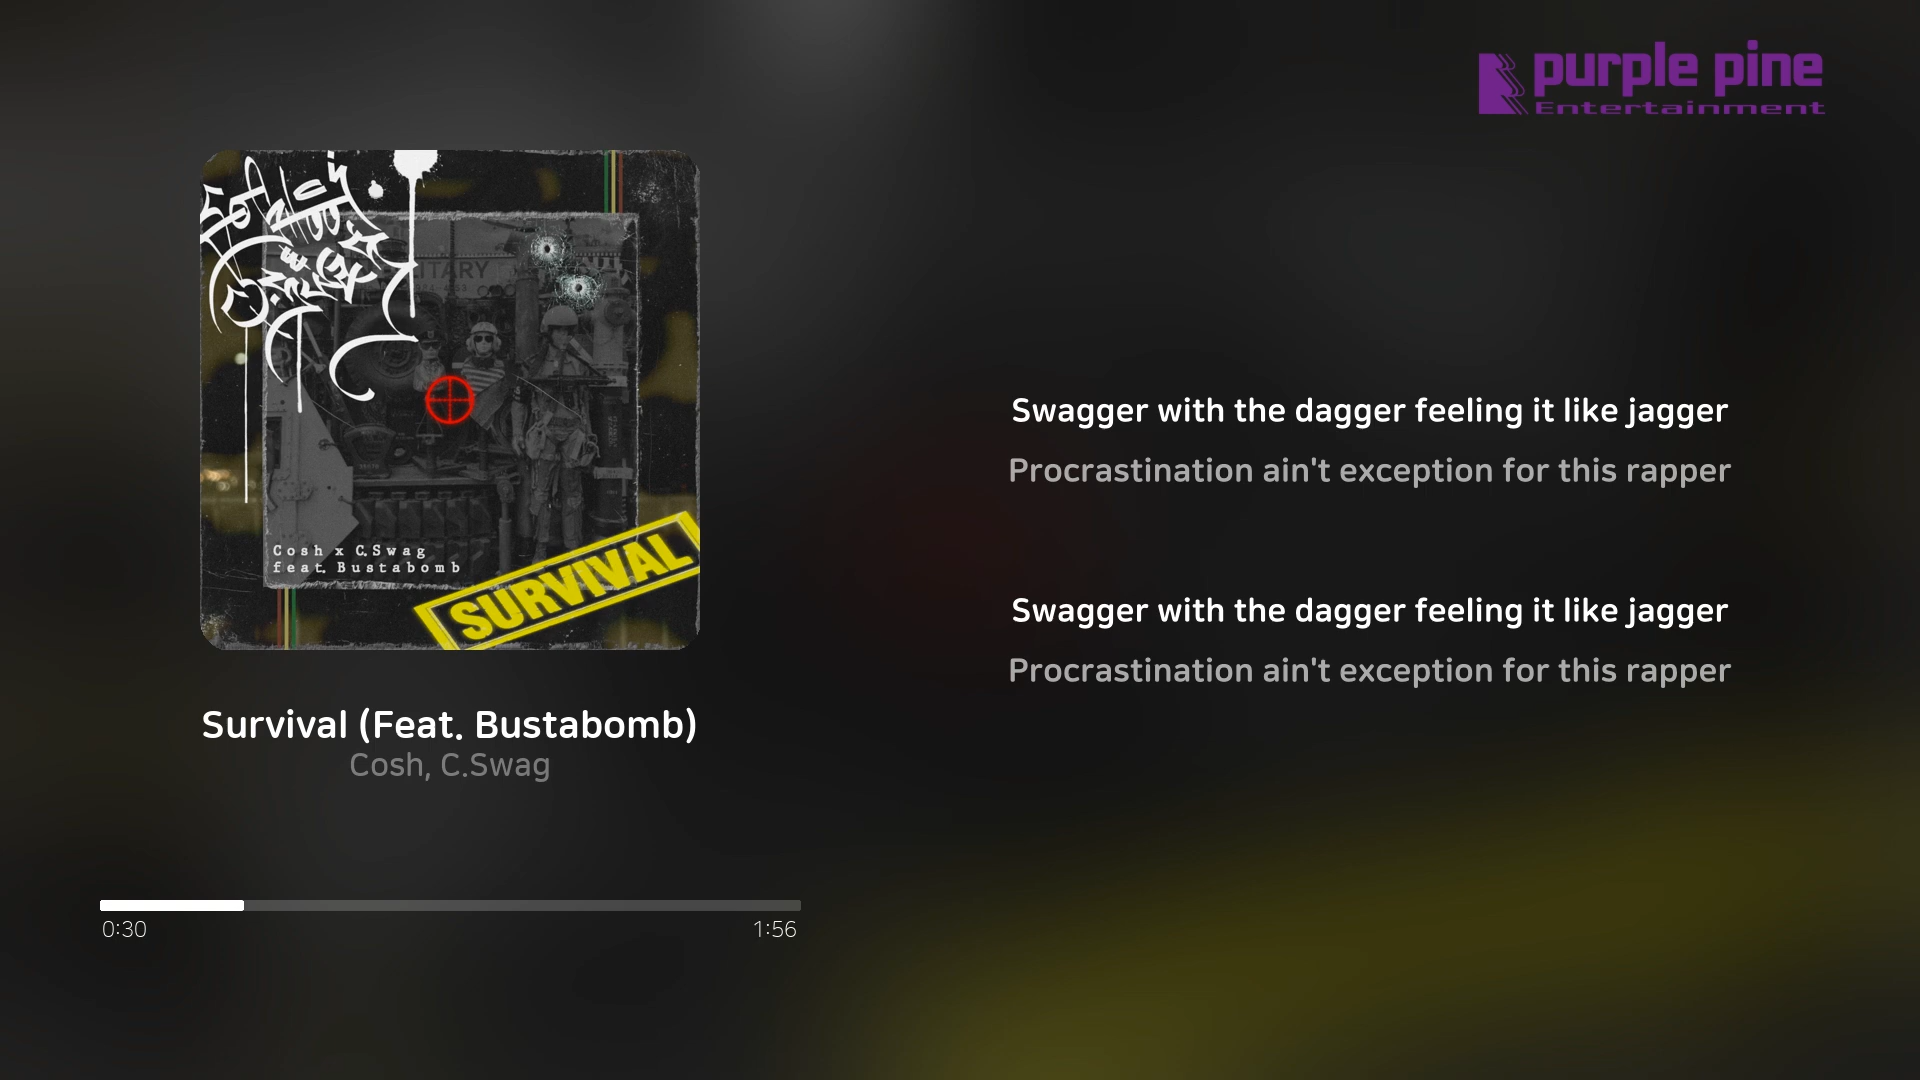 purple pine
Entertainment
ITARY
Cosh x C.Swag
feat. Bustabomb
SURVIVAL
Survival (Feat. Bustabomb)
Cosh, C.Swag
0:30
1:56
Swagger with the dagger feeling it like jagger
Procrastination ain't exception for this rapper
Swagger with the dagger feeling it like jagger
Procrastination ain't exception for this rapper